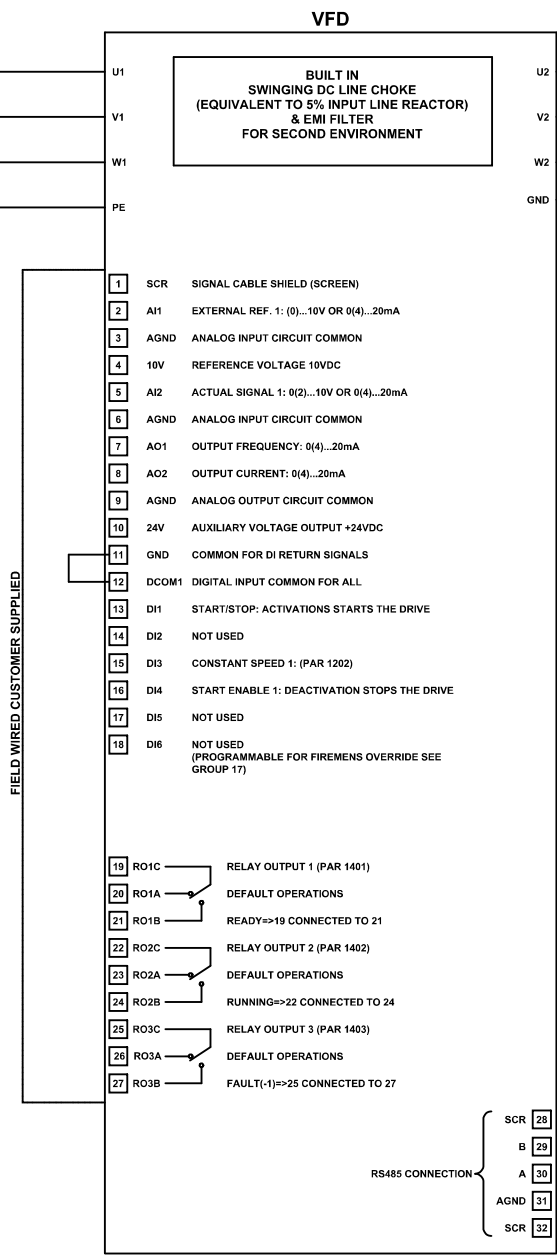 VFD
U1
BUILT IN
SWINGING DC LINE CHOKE
(EQUIVALENT TO 5% INPUT LINE REACTOR)
& EMI FILTER
FOR SECOND ENVIRONMENT
U2
V1
V2
W1
W2
PE
GND
FIELD WIRED CUSTOMER SUPPLIED
1 SCR SIGNAL CABLE SHIELD (SCREEN)
2 AI1 EXTERNAL REF. 1: (0)...10V OR 0(4)...20mA
3 AGND ANALOG INPUT CIRCUIT COMMON
4 10V REFERENCE VOLTAGE 10VDC
5 AI2 ACTUAL SIGNAL 1: 0(2)...10V OR 0(4)...20mA
6 AGND ANALOG INPUT CIRCUIT COMMON
7 AO1 OUTPUT FREQUENCY: 0(4)...20mA
8 AO2 OUTPUT CURRENT: 0(4)...20mA
9 AGND ANALOG OUTPUT CIRCUIT COMMON
10 24V AUXILIARY VOLTAGE OUTPUT +24VDC
11 GND COMMON FOR DI RETURN SIGNALS
12 DCOM1 DIGITAL INPUT COMMON FOR ALL
13 DI1 START/STOP: ACTIVATIONS STARTS THE DRIVE
14 DI2 NOT USED
15 DI3 CONSTANT SPEED 1: (PAR 1202)
16 DI4 START ENABLE 1: DEACTIVATION STOPS THE DRIVE
17 DI5 NOT USED
18 DI6 NOT USED
(PROGRAMMABLE FOR FIREMENS OVERRIDE SEE
GROUP 17)
19 RO1C RELAY OUTPUT 1 (PAR 1401)
20 RO1A DEFAULT OPERATIONS
21 RO1B READY=>19 CONNECTED TO 21
22 RO2C RELAY OUTPUT 2 (PAR 1402)
23 RO2A DEFAULT OPERATIONS
24 RO2B RUNNING=>22 CONNECTED TO 24
25 RO3C RELAY OUTPUT 3 (PAR 1403)
26 RO3A DEFAULT OPERATIONS
27 RO3B FAULT(-1)=>25 CONNECTED TO 27
RS485 CONNECTION
SCR 28
B 29
A 30
AGND 31
SCR 32